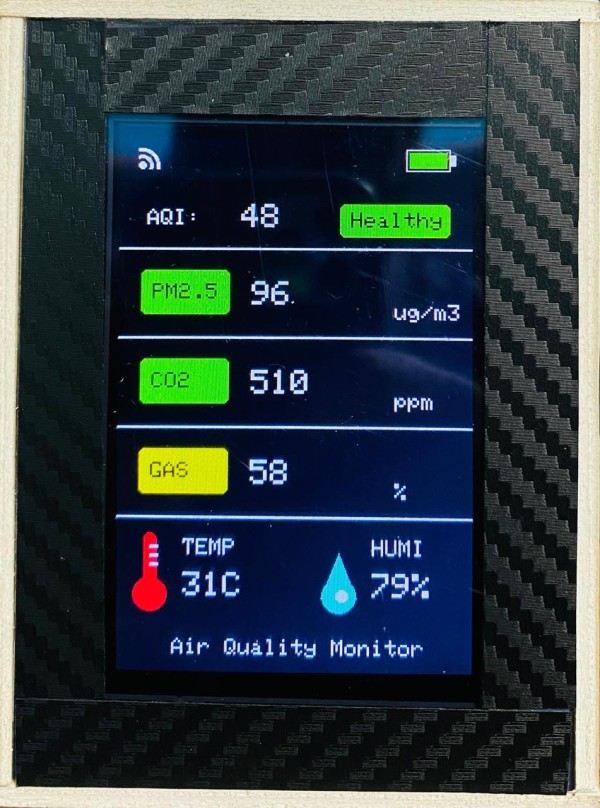 AQI: 48 Healthy
PM2.5 96 ug/m3
CO2 510 ppm
GAS 58 %
TEMP HUMI
31C 79%
Air Quality Monitor